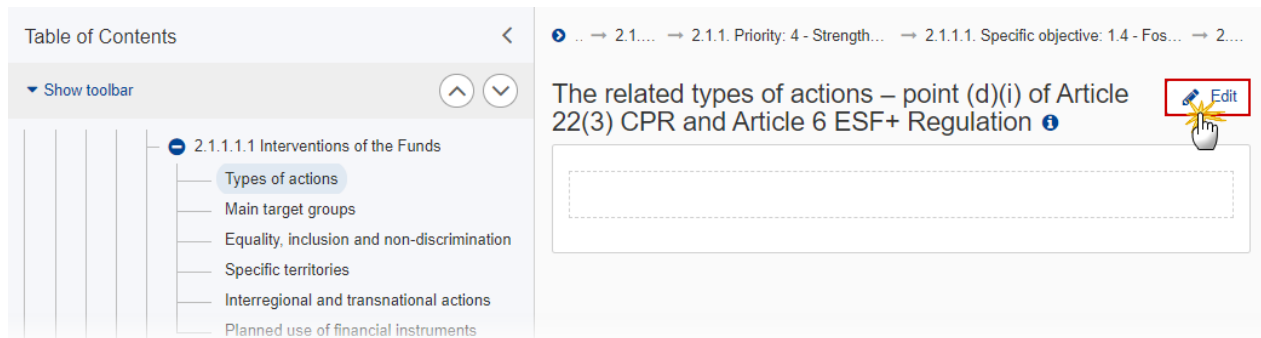 Table of Contents
.. → 2.1.... → 2.1.1. Priority: 4 - Strength... → 2.1.1.1. Specific objective: 1.4 - Fos... → 2....
Show toolbar
The related types of actions – point (d)(i) of Article
22(3) CPR and Article 6 ESF+ Regulation
Edit
2.1.1.1.1 Interventions of the Funds
Types of actions
Main target groups
Equality, inclusion and non-discrimination
Specific territories
Interregional and transnational actions
Planned use of financial instruments